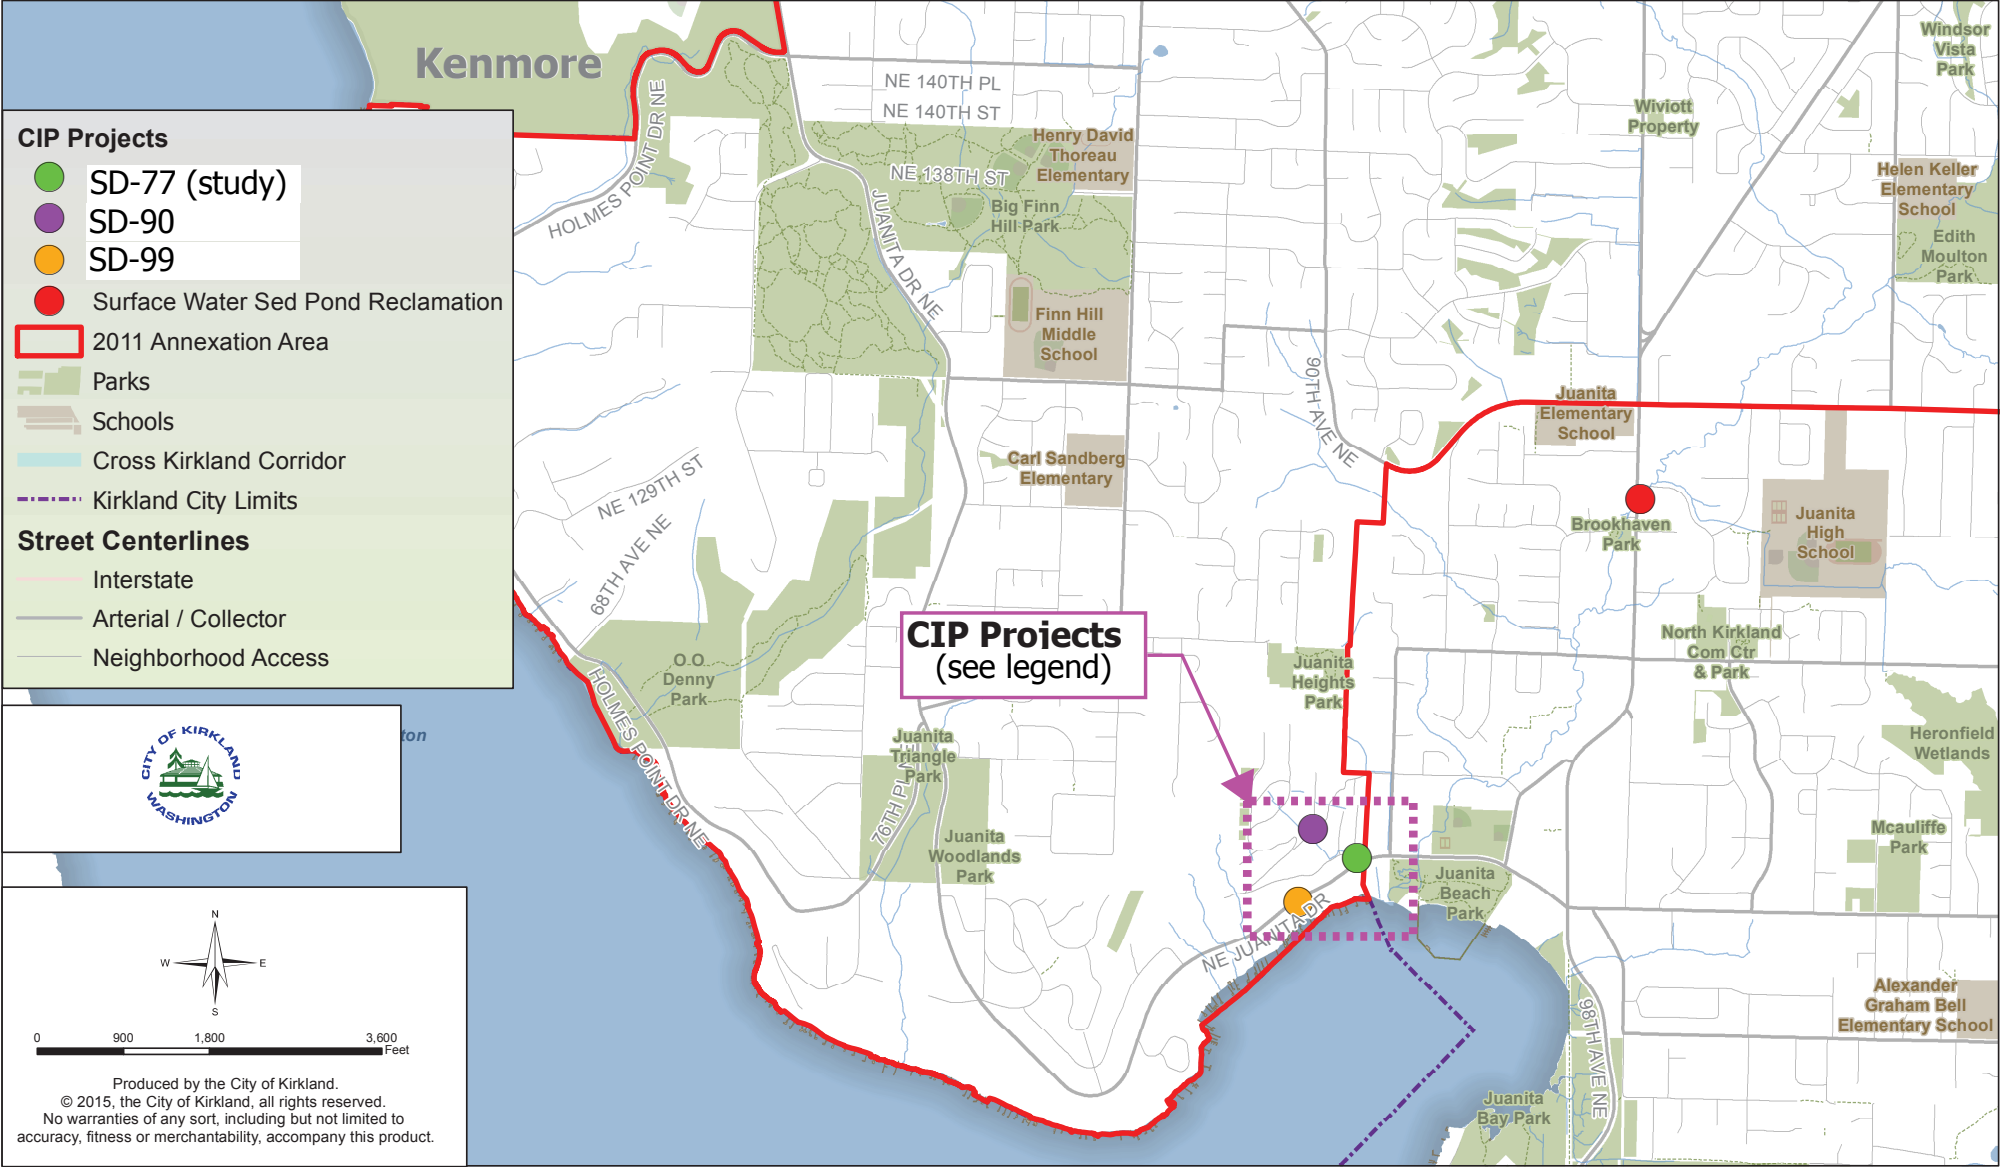 Kenmore
CIP Projects
SD-77 (study)
SD-90
SD-99
Surface Water Sed Pond Reclamation
2011 Annexation Area
Parks
Schools
Cross Kirkland Corridor
Kirkland City Limits
Street Centerlines
Interstate
Arterial / Collector
Neighborhood Access
CITY OF KIRKLAND
WASHINGTON
ton
N
W
E
S
0
900
1,800
3,600
Feet
Produced by the City of Kirkland.
© 2015, the City of Kirkland, all rights reserved.
No warranties of any sort, including but not limited to
accuracy, fitness or merchantability, accompany this product.
NE 140TH PL
NE 140TH ST
Henry David
Thoreau
Elementary
NE 138TH ST
Big Finn
Hill Park
HOLMES POINT DR NE
JUANITA DR NE
Finn Hill
Middle
School
Windsor
Vista
Park
Wiviott
Property
Helen Keller
Elementary
School
Edith
Moulton
Park
90TH AVE NE
Juanita
Elementary
School
Carl Sandberg
Elementary
NE 129TH ST
68TH AVE NE
Brookhaven
Park
Juanita
High
School
CIP Projects
(see legend)
O.O
Denny
Park
HOLMES POINT DR NE
Juanita
Heights
Park
North Kirkland
Com Ctr
& Park
Juanita
Triangle
Park
76TH PL NE
Juanita
Woodlands
Park
Heronfield
Wetlands
Mcauliffe
Park
Juanita
Beach
Park
NE JUANITA DR
Alexander
Graham Bell
Elementary School
98TH AVE NE
Juanita
Bay Park